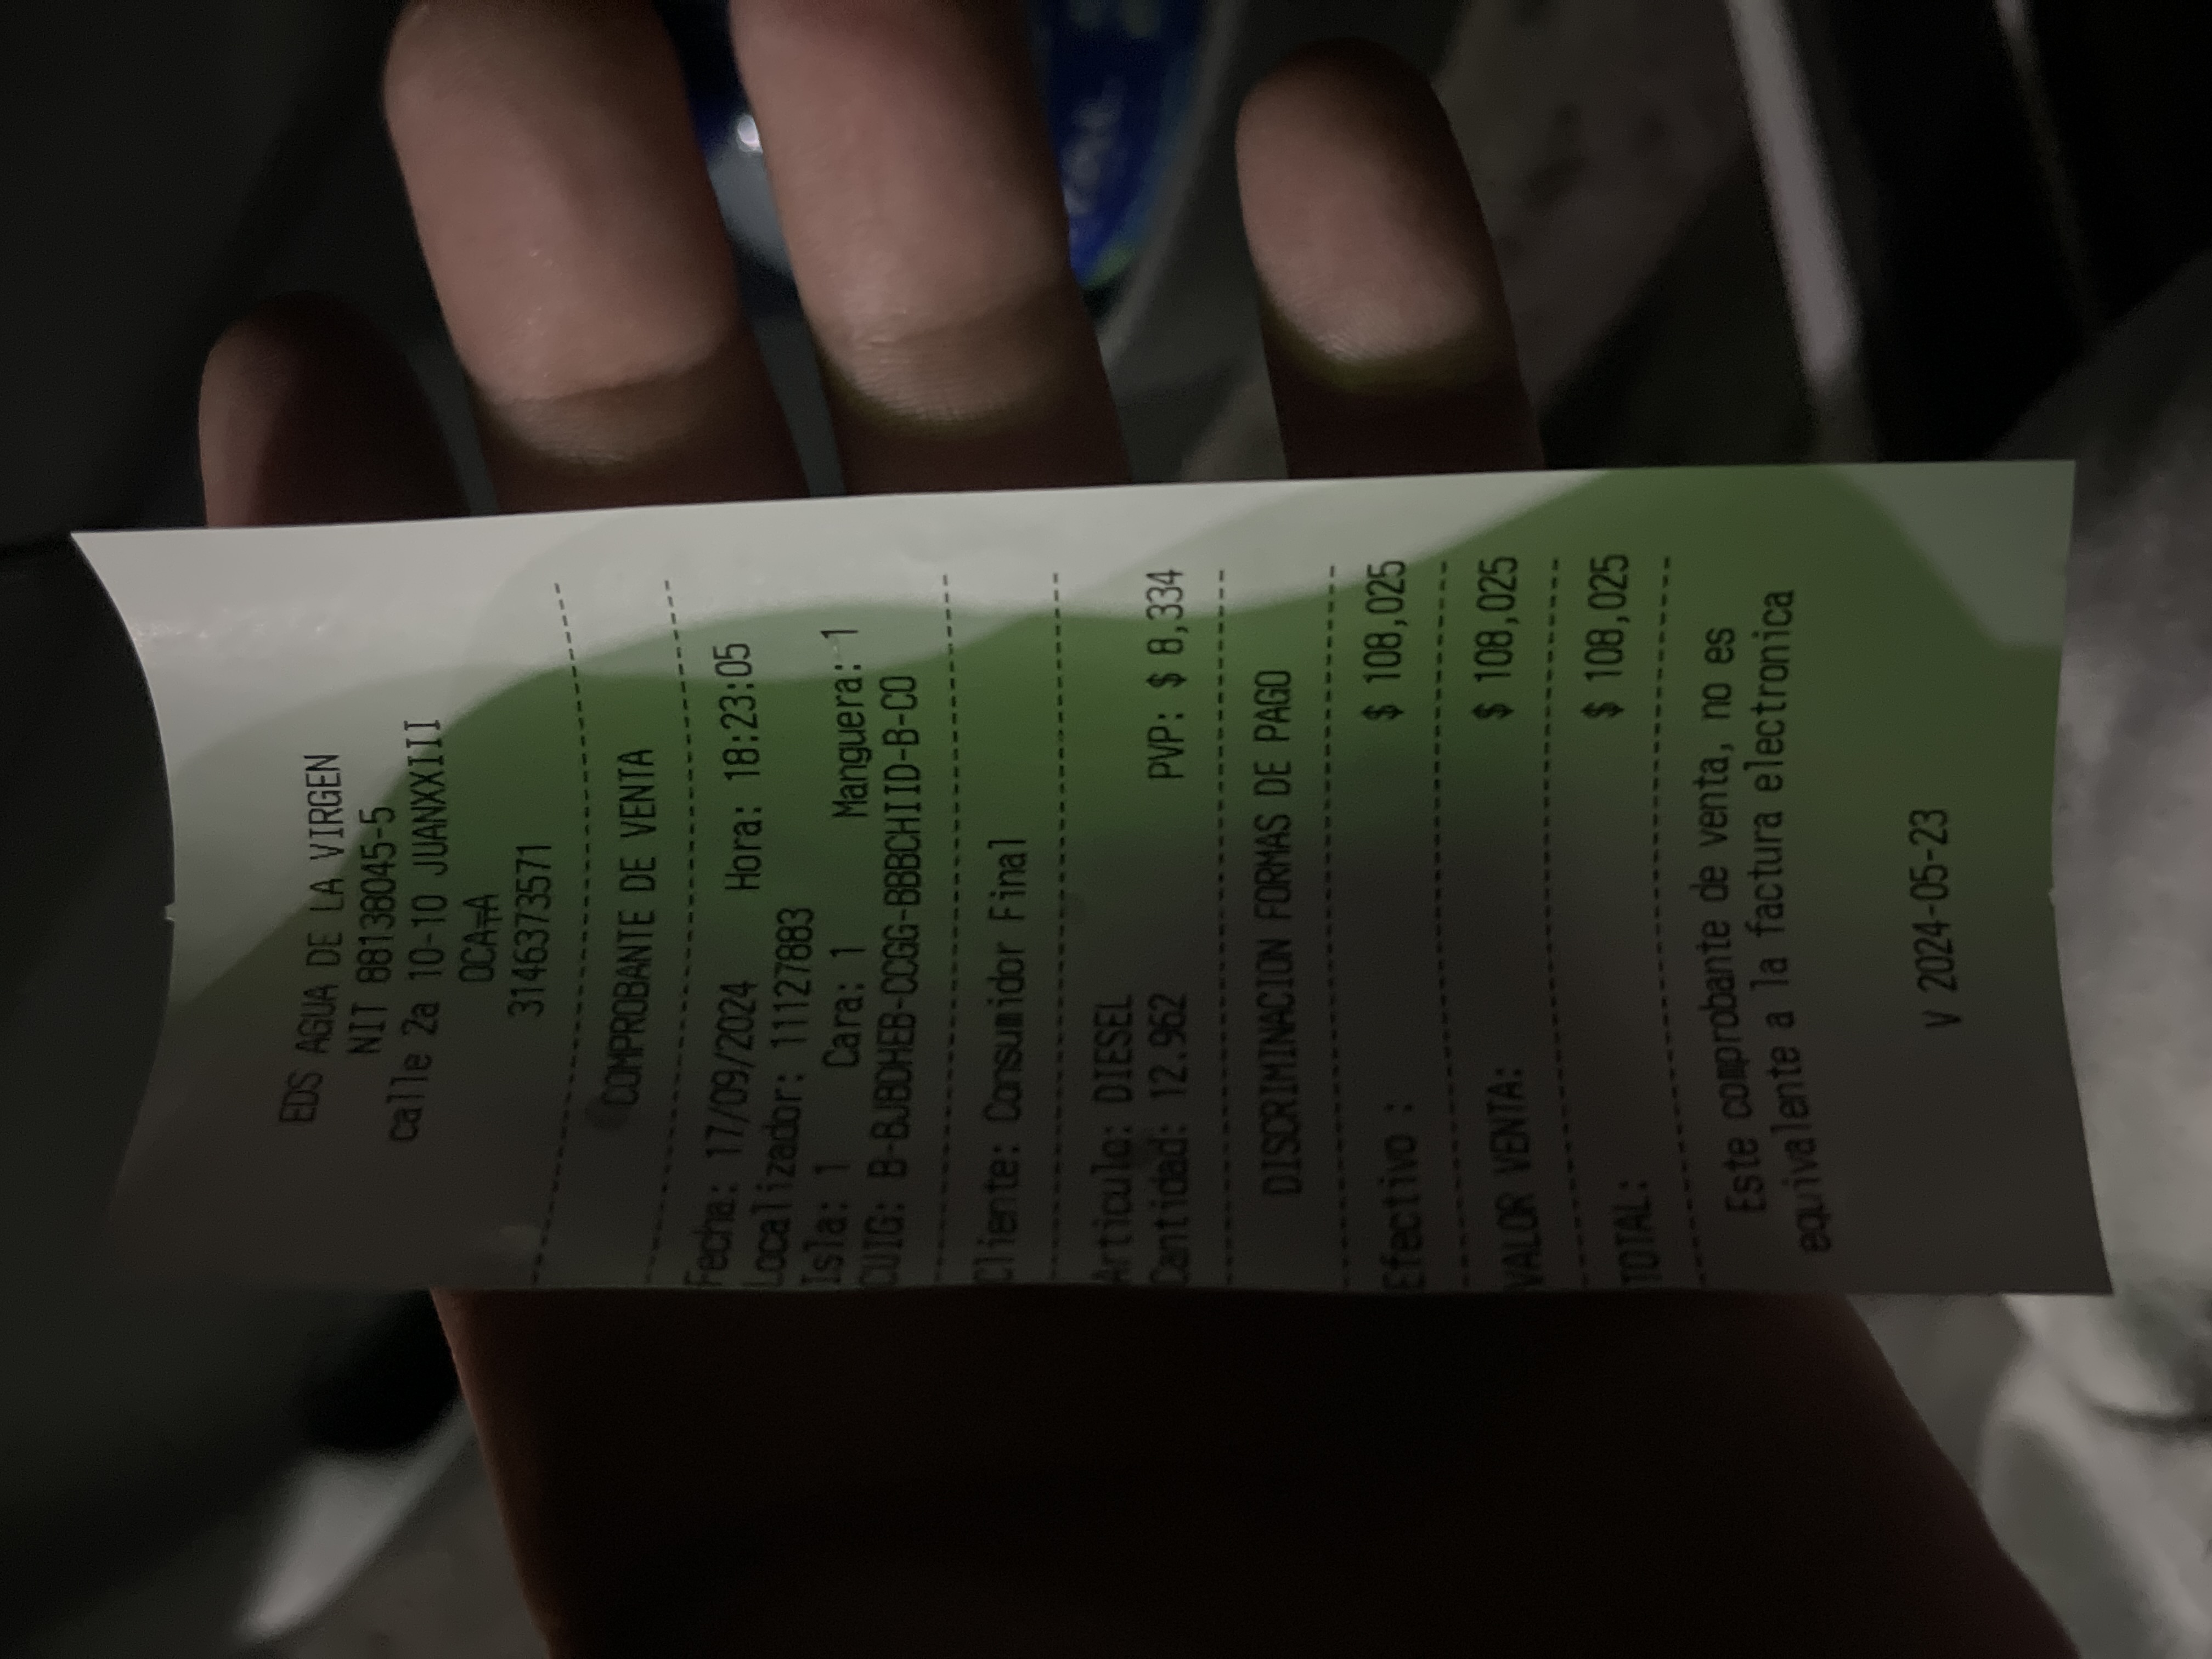 EDS AGUA DE LA VIRGEN
NIT 88138045-5
calle 2a 10-10 JUANXXIII
3146373571
COMPROBANTE DE VENTA
Fecha: 17/09/2024 Hora: 18:23:05
Localizador: 11127883
Isla: 1 Cara: 1 Manguera: 1
CUIG: B-BJBDHEB-CCGG-BBBCHIID-B-CO
Cliente: Consumidor Final
Articulo: DIESEL
Cantidad: 12.962 PVP: $ 8,334
DISCRIMINACION FORMAS DE PAGO
Efectivo : $ 108,025
VALOR VENTA: $ 108,025
TOTAL: $ 108,025
Este comprobante de venta, no es
equivalente a la factura electronica
V 2024-05-23